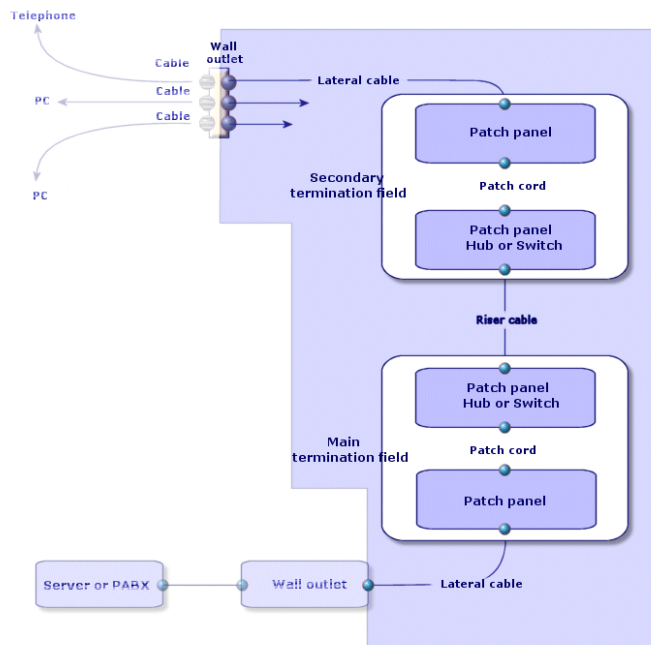 Telephone
Wall
outlet
Cable
Lateral cable
Cable
PC
Cable
Patch panel
Secondary
termination field
Patch cord
PC
Patch panel
Hub or Switch
Riser cable
Patch panel
Hub or Switch
Main
termination field
Patch cord
Patch panel
Server or PABX
Wall outlet
Lateral cable